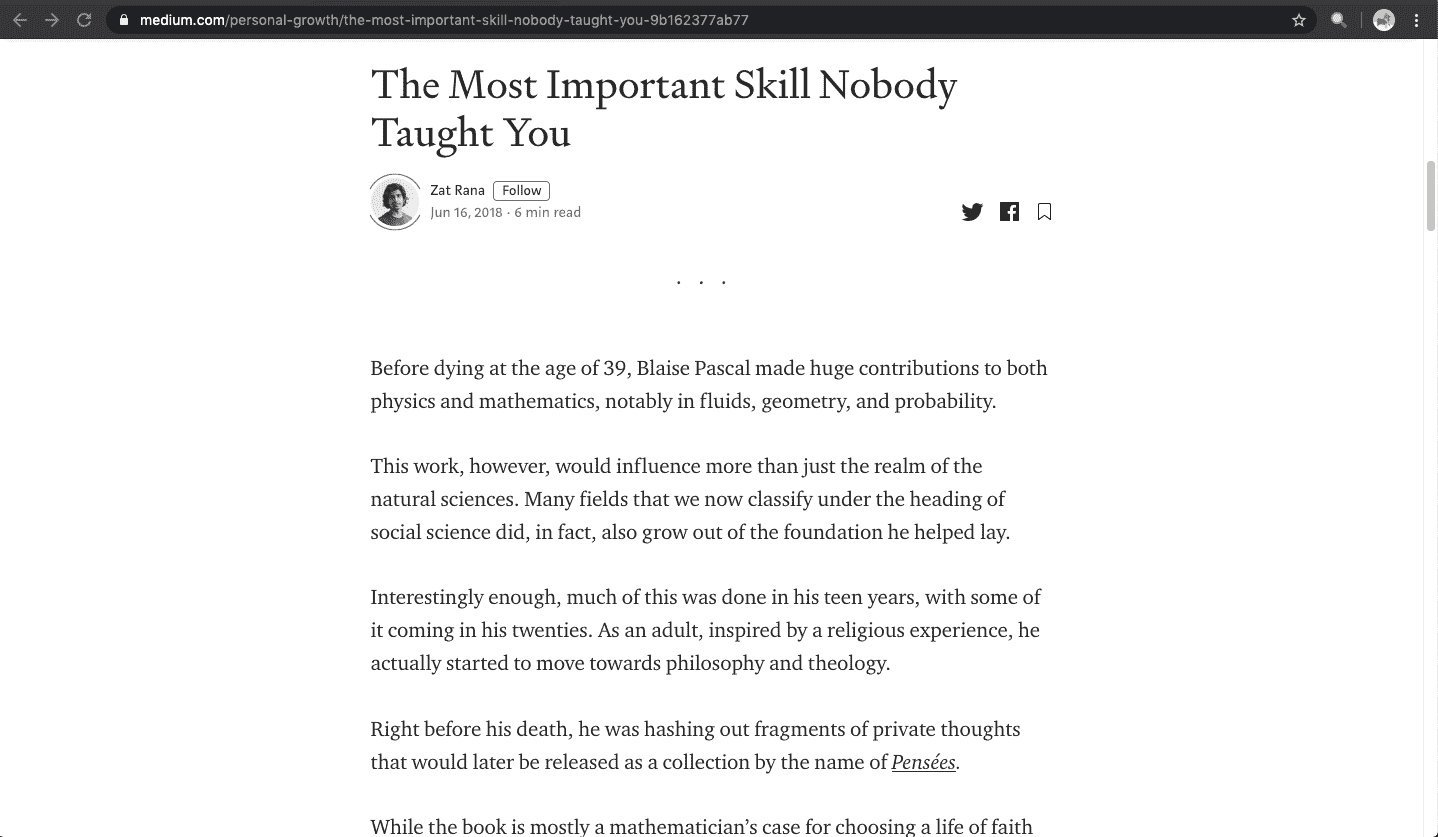 medium.com/personal-growth/the-most-important-skill-nobody-taught-you-9b162377ab77
The Most Important Skill Nobody
Taught You
Zat Rana Follow
Jun 16, 2018 · 6 min read
. . .
Before dying at the age of 39, Blaise Pascal made huge contributions to both
physics and mathematics, notably in fluids, geometry, and probability.
This work, however, would influence more than just the realm of the
natural sciences. Many fields that we now classify under the heading of
social science did, in fact, also grow out of the foundation he helped lay.
Interestingly enough, much of this was done in his teen years, with some of
it coming in his twenties. As an adult, inspired by a religious experience, he
actually started to move towards philosophy and theology.
Right before his death, he was hashing out fragments of private thoughts
that would later be released as a collection by the name of Pensées.
While the book is mostly a mathematician’s case for choosing a life of faith